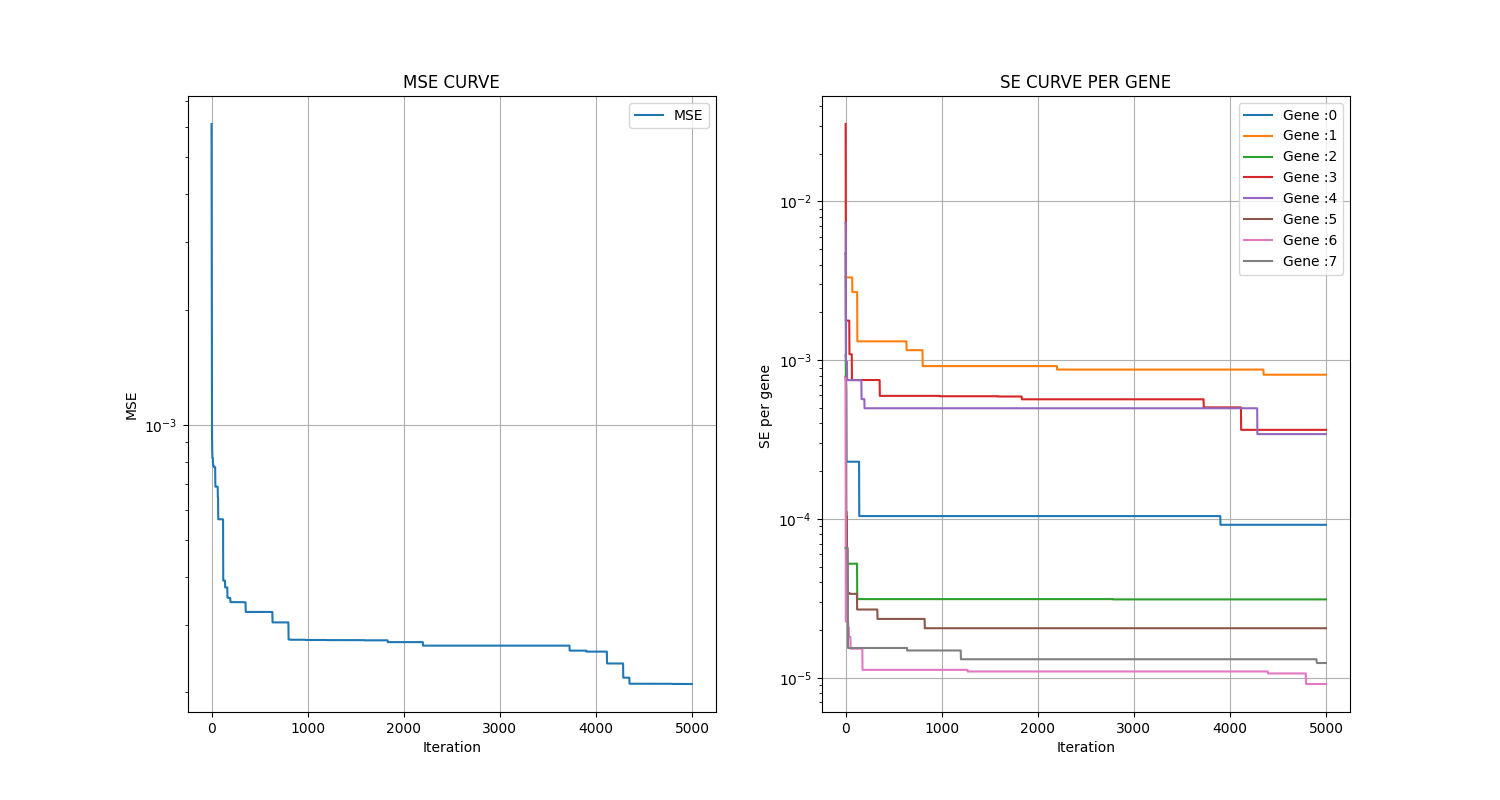 MSE CURVE
MSE
MSE
10⁻³
0 1000 2000 3000 4000 5000
Iteration
SE CURVE PER GENE
Gene :0
Gene :1
Gene :2
Gene :3
Gene :4
Gene :5
Gene :6
Gene :7
SE per gene
10⁻²
10⁻³
10⁻⁴
10⁻⁵
0 1000 2000 3000 4000 5000
Iteration